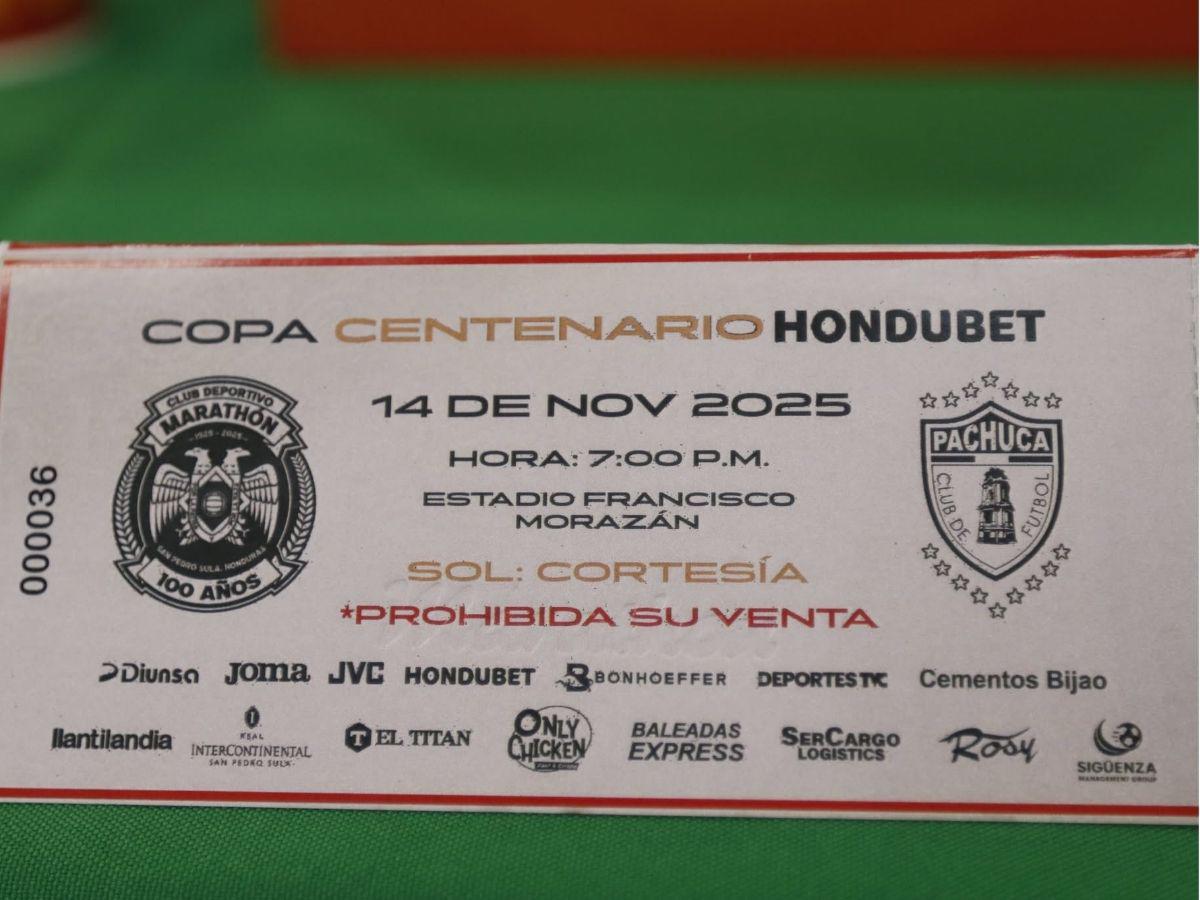 COPA CENTENARIO HONDUBET
CLUB DEPORTIVO
MARATHÓN
1925 - 2025
SAN PEDRO SULA, HONDURAS
100 AÑOS
000036
14 DE NOV 2025
HORA: 7:00 P.M.
ESTADIO FRANCISCO
MORAZÁN
SOL: CORTESÍA
*PROHIBIDA SU VENTA
PACHUCA
CLUB DE FUTBOL
Diunsa JOMA JVC HONDUBET BONHOEFFER DEPORTES TVC Cementos Bijao
llantilandia
REAL
INTERCONTINENTAL
SAN PEDRO SULA
EL TITAN
ONLY
CHICKEN
BALEADAS
EXPRESS
SERCARGO
LOGISTICS
Rosy
SIGÜENZA
MANAGEMENT GROUP